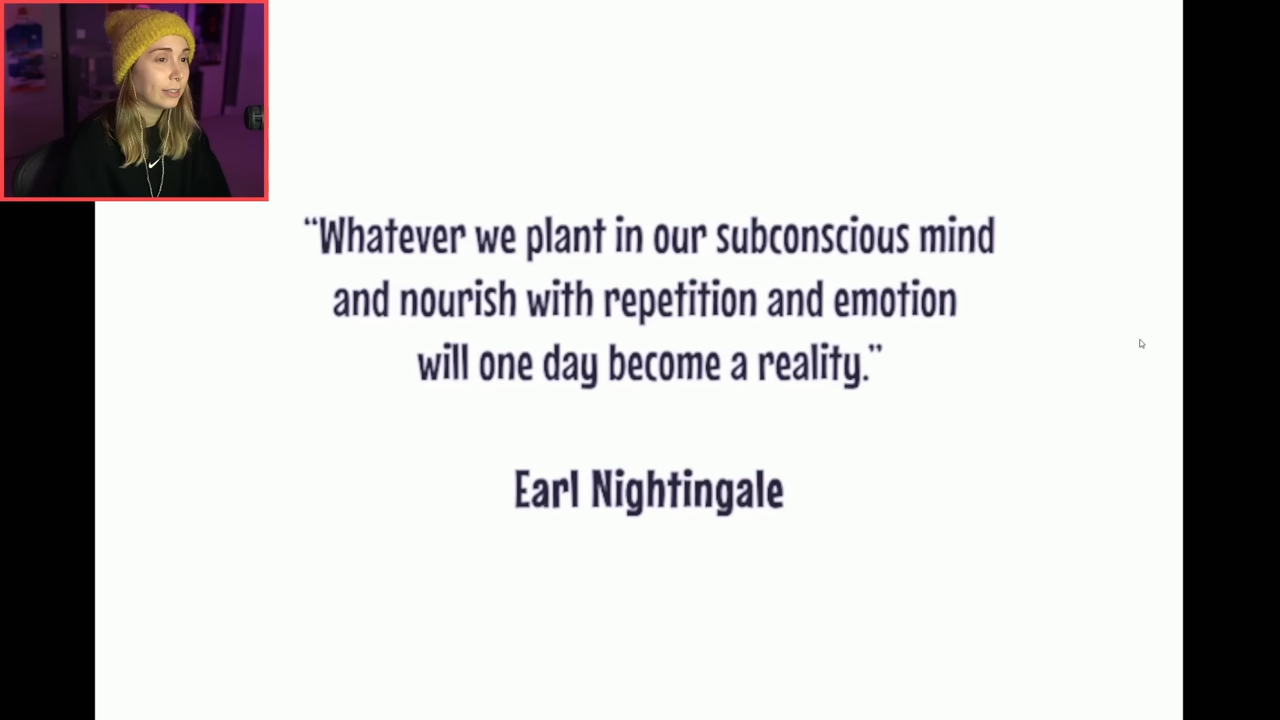 “Whatever we plant in our subconscious mind
and nourish with repetition and emotion
will one day become a reality.”
Earl Nightingale